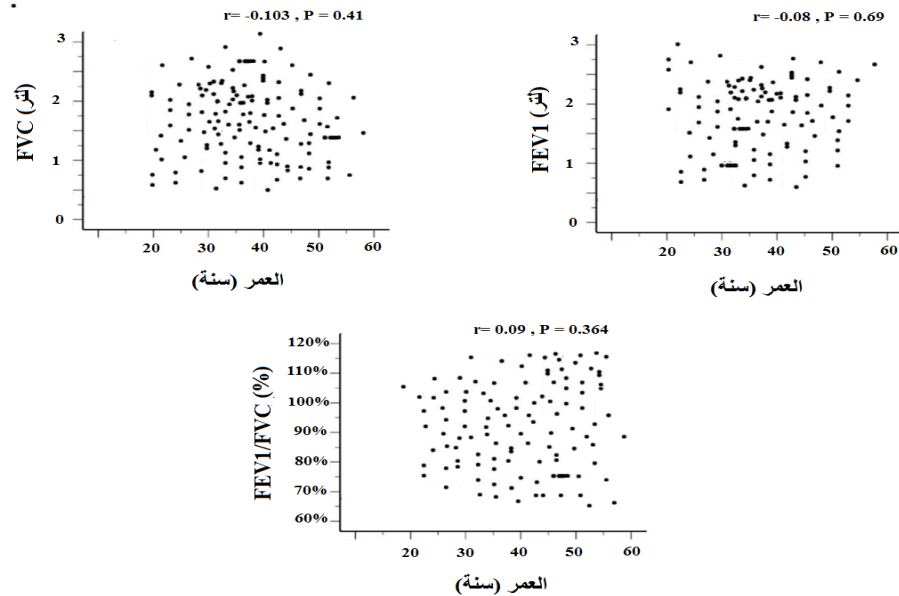 r= -0.103 , P = 0.41
3
2
1
0
FVC (لتر)
20 30 40 50 60
العمر (سنة)
r= -0.08 , P = 0.69
3
2
1
0
FEV1 (لتر)
20 30 40 50 60
العمر (سنة)
r= 0.09 , P = 0.364
120%
110%
100%
90%
80%
70%
60%
FEV1/FVC (%)
20 30 40 50 60
العمر (سنة)